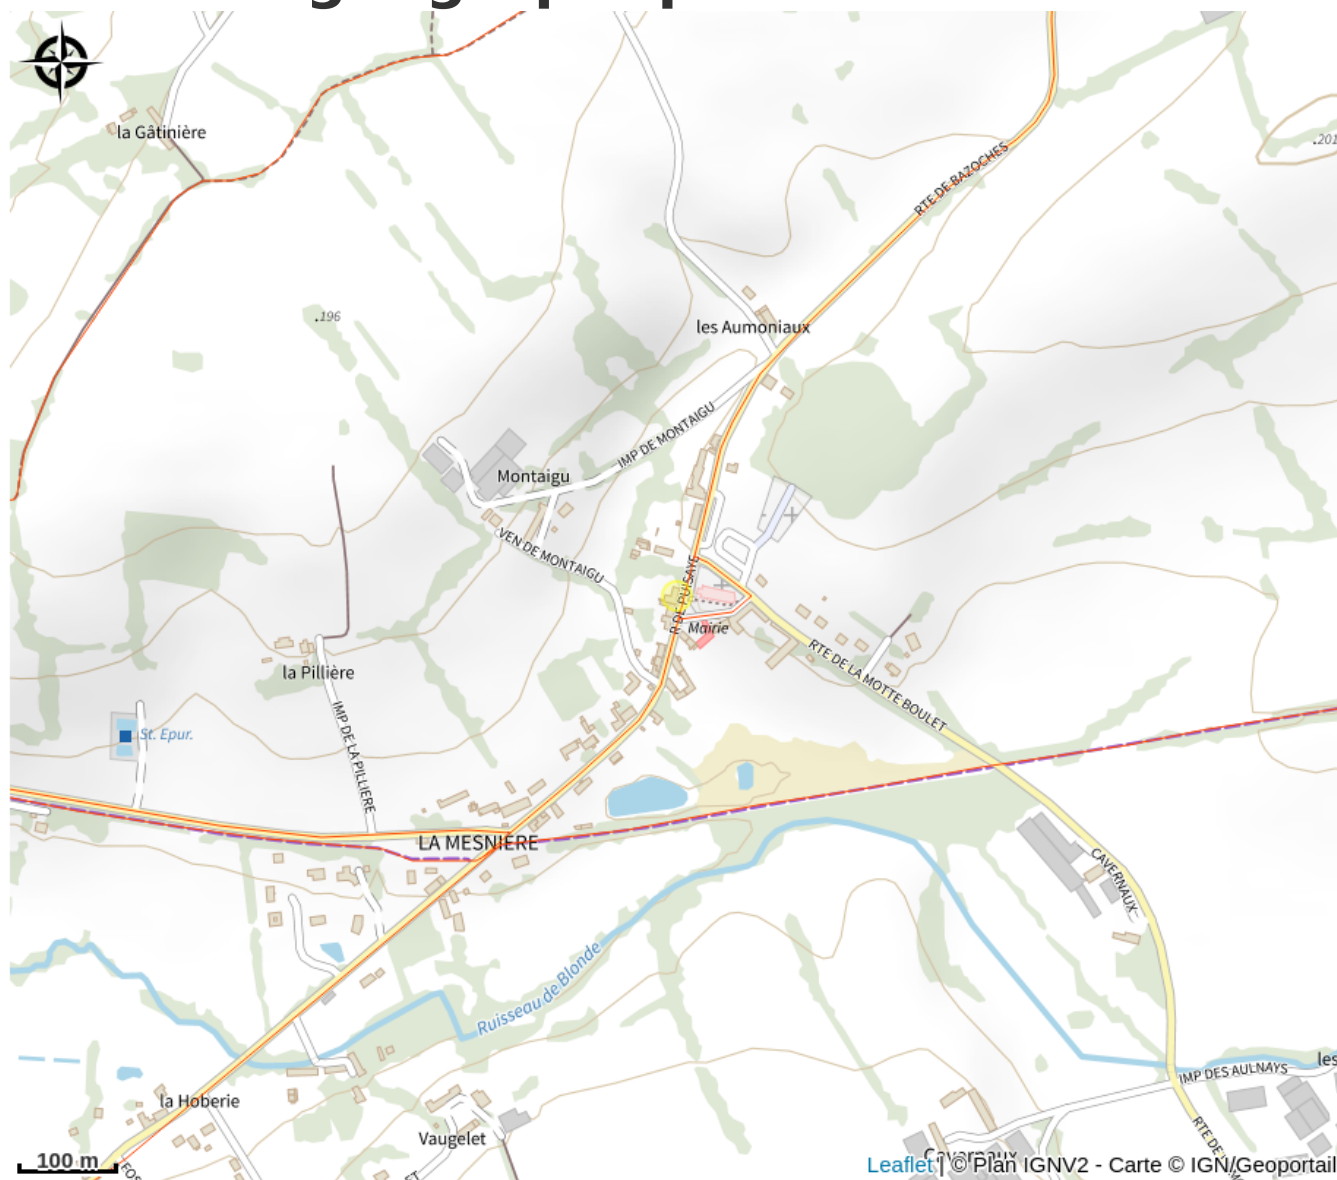 la Gâtinière
.201
RTE DE BAZOCHES
.196
les Aumoniaux
IMP DE MONTAIGU
Montaigu
VEN DE MONTAIGU
R DE PUISAYE
Mairie
RTE DE LA MOTTE BOULET
la Pillière
IMP DE LA PILLIERE
St. Epur.
LA MESNIÈRE
CAVERNAUX
Ruisseau de Blonde
les
IMP DES AULNAYS
la Hoberie
Vaugelet
Cavernaux
100 m
Leaflet | © Plan IGNV2 - Carte © IGN/Geoportail